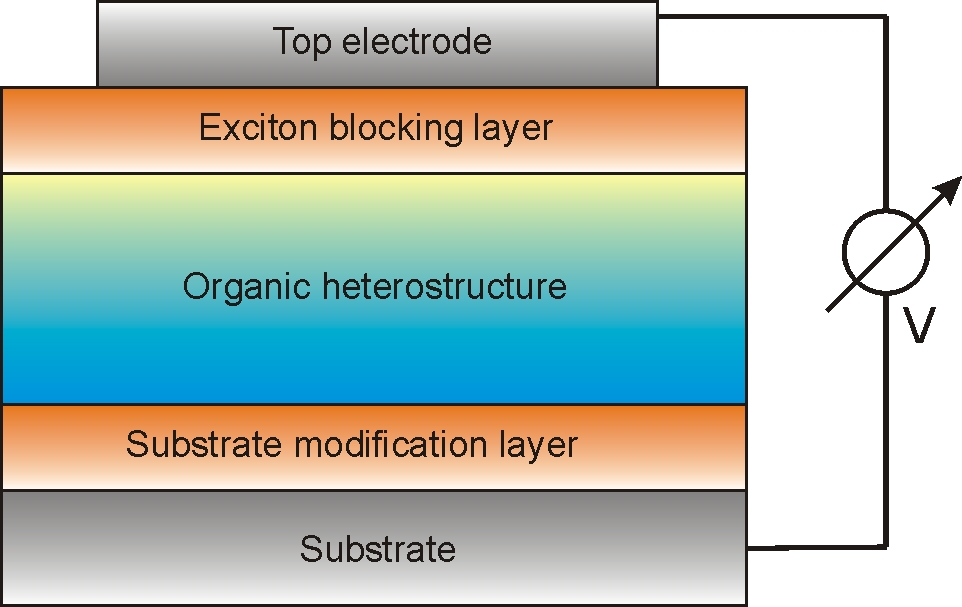 Top electrode
Exciton blocking layer
Organic heterostructure
V
Substrate modification layer
Substrate